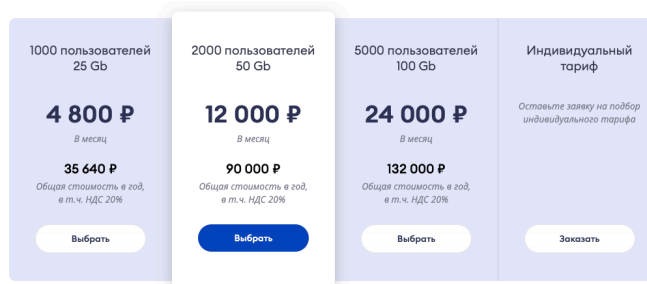 1000 пользователей
25 Gb
4 800 ₽
В месяц
35 640 ₽
Общая стоимость в год,
в т.ч. НДС 20%
Выбрать
2000 пользователей
50 Gb
12 000 ₽
В месяц
90 000 ₽
Общая стоимость в год,
в т.ч. НДС 20%
Выбрать
5000 пользователей
100 Gb
24 000 ₽
В месяц
132 000 ₽
Общая стоимость в год,
в т.ч. НДС 20%
Выбрать
Индивидуальный
тариф
Оставьте заявку на подбор
индивидуального тарифа
Заказать